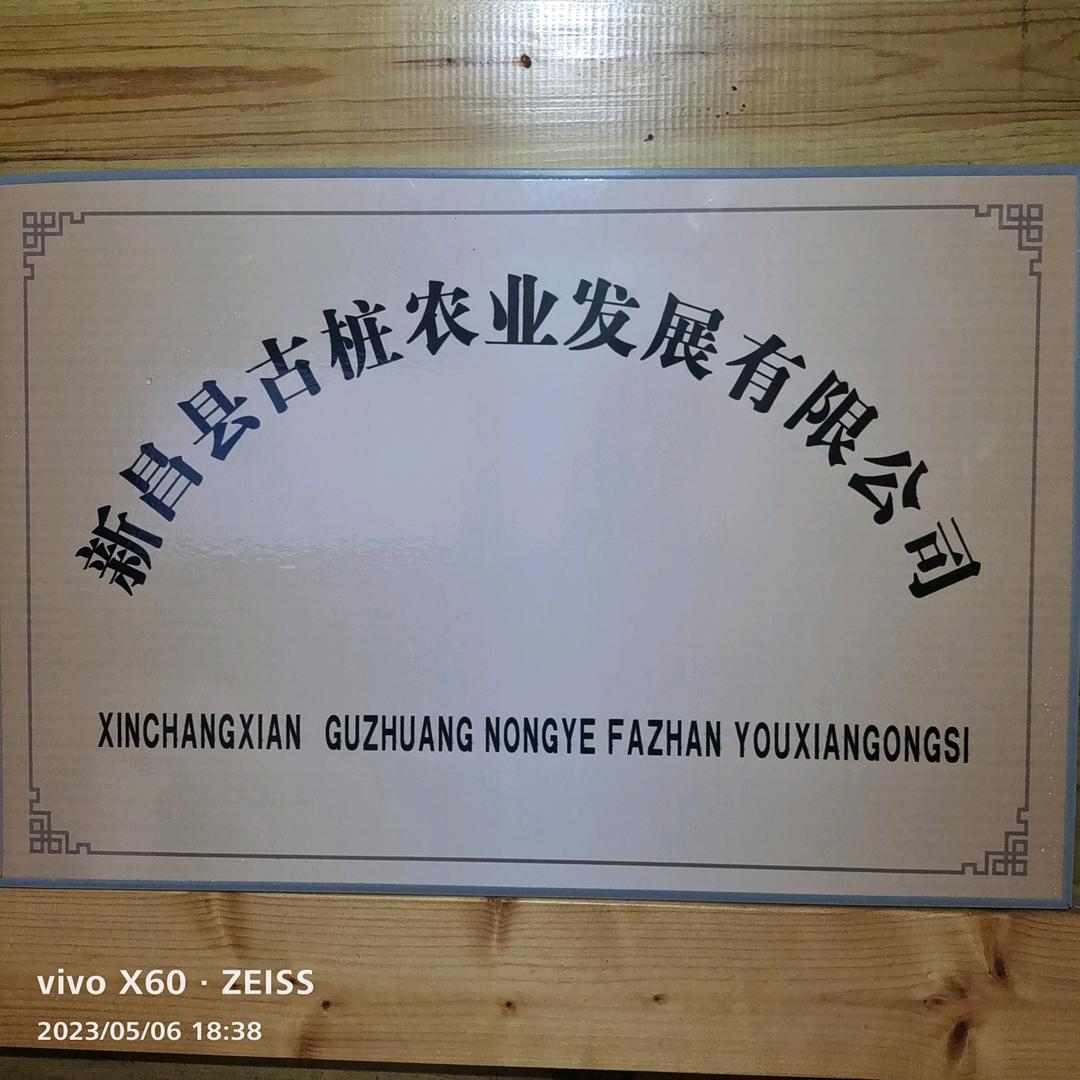 新昌县古桩农业发展有限公司
XINCHANGXIAN GUZHUANG NONGYE FAZHAN YOUXIANGONGSI
vivo X60 · ZEISS
2023/05/06 18:38